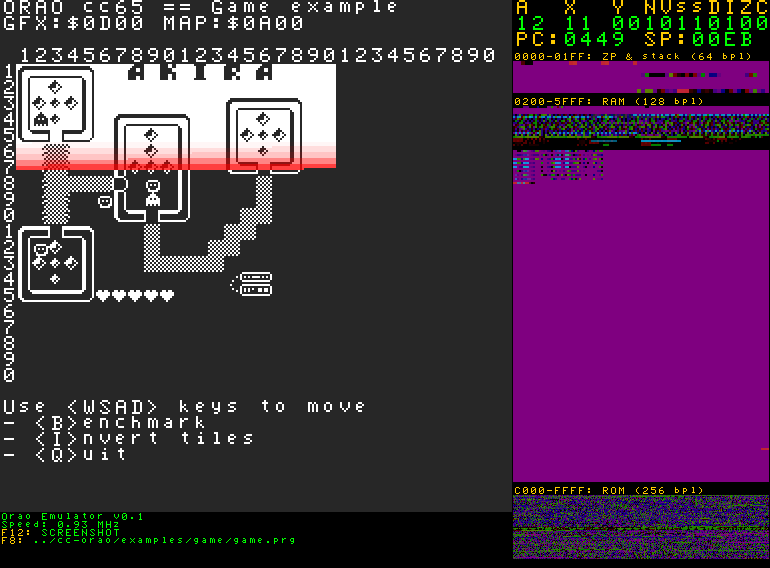 ORAO cc65 == Game example
GFX:$0D00 MAP:$0A00
123456789012345678901234567890
AKIRA
1
2
3
4
5
6
7
8
9
0
1
2
3
4
5
6
7
8
9
0
Use <WSAD> keys to move
- <B>enchmark
- <I>nvert tiles
- <Q>uit
Orao Emulator v0.1
Speed: 0.93 MHz
F12: SCREENSHOT
F8: ../cc-orao/examples/game/game.prg
A X Y NVssDIZC
12 11 00 10110100
PC:0449 SP:00EB
0000-01FF: ZP & stack (64 bpl)
0200-5FFF: RAM (128 bpl)
C000-FFFF: ROM (256 bpl)